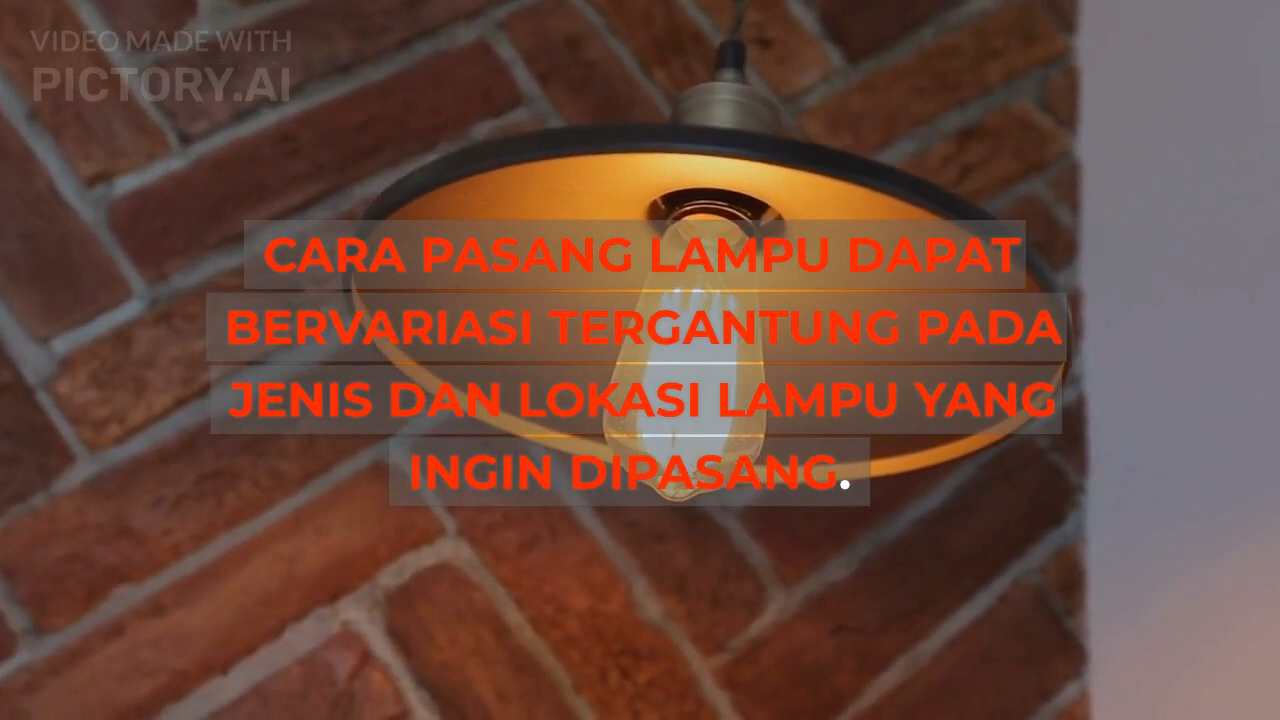 VIDEO MADE WITH
PICTORY.AI
CARA PASANG LAMPU DAPAT
BERVARIASI TERGANTUNG PADA
JENIS DAN LOKASI LAMPU YANG
INGIN DIPASANG.